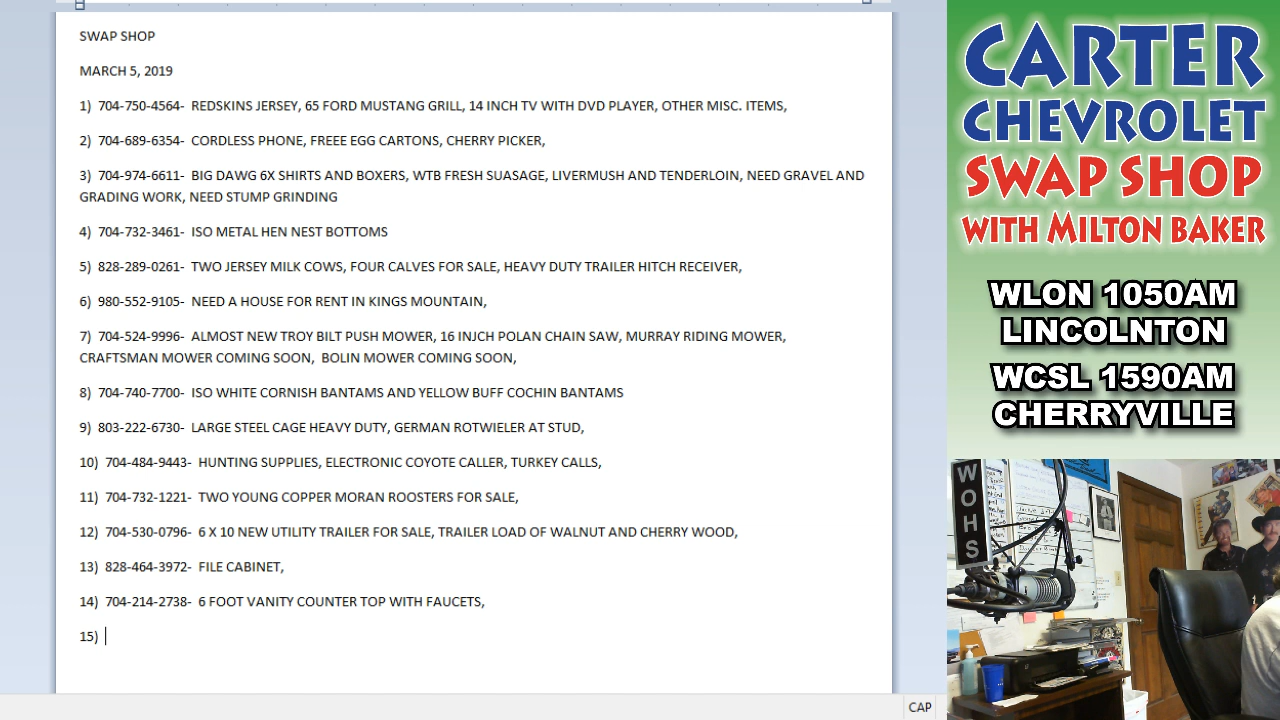 SWAP SHOP
MARCH 5, 2019
1) 704-750-4564- REDSKINS JERSEY, 65 FORD MUSTANG GRILL, 14 INCH TV WITH DVD PLAYER, OTHER MISC. ITEMS,
2) 704-689-6354- CORDLESS PHONE, FREEE EGG CARTONS, CHERRY PICKER,
3) 704-974-6611- BIG DAWG 6X SHIRTS AND BOXERS, WTB FRESH SUASAGE, LIVERMUSH AND TENDERLOIN, NEED GRAVEL AND
GRADING WORK, NEED STUMP GRINDING
4) 704-732-3461- ISO METAL HEN NEST BOTTOMS
5) 828-289-0261- TWO JERSEY MILK COWS, FOUR CALVES FOR SALE, HEAVY DUTY TRAILER HITCH RECEIVER,
6) 980-552-9105- NEED A HOUSE FOR RENT IN KINGS MOUNTAIN,
7) 704-524-9996- ALMOST NEW TROY BILT PUSH MOWER, 16 INJCH POLAN CHAIN SAW, MURRAY RIDING MOWER,
CRAFTSMAN MOWER COMING SOON, BOLIN MOWER COMING SOON,
8) 704-740-7700- ISO WHITE CORNISH BANTAMS AND YELLOW BUFF COCHIN BANTAMS
9) 803-222-6730- LARGE STEEL CAGE HEAVY DUTY, GERMAN ROTWIELER AT STUD,
10) 704-484-9443- HUNTING SUPPLIES, ELECTRONIC COYOTE CALLER, TURKEY CALLS,
11) 704-732-1221- TWO YOUNG COPPER MORAN ROOSTERS FOR SALE,
12) 704-530-0796- 6 X 10 NEW UTILITY TRAILER FOR SALE, TRAILER LOAD OF WALNUT AND CHERRY WOOD,
13) 828-464-3972- FILE CABINET,
14) 704-214-2738- 6 FOOT VANITY COUNTER TOP WITH FAUCETS,
15)
CAP
CARTER
CHEVROLET
SWAP SHOP
WITH MILTON BAKER
WLON 1050AM
LINCOLNTON
WCSL 1590AM
CHERRYVILLE
WOHS